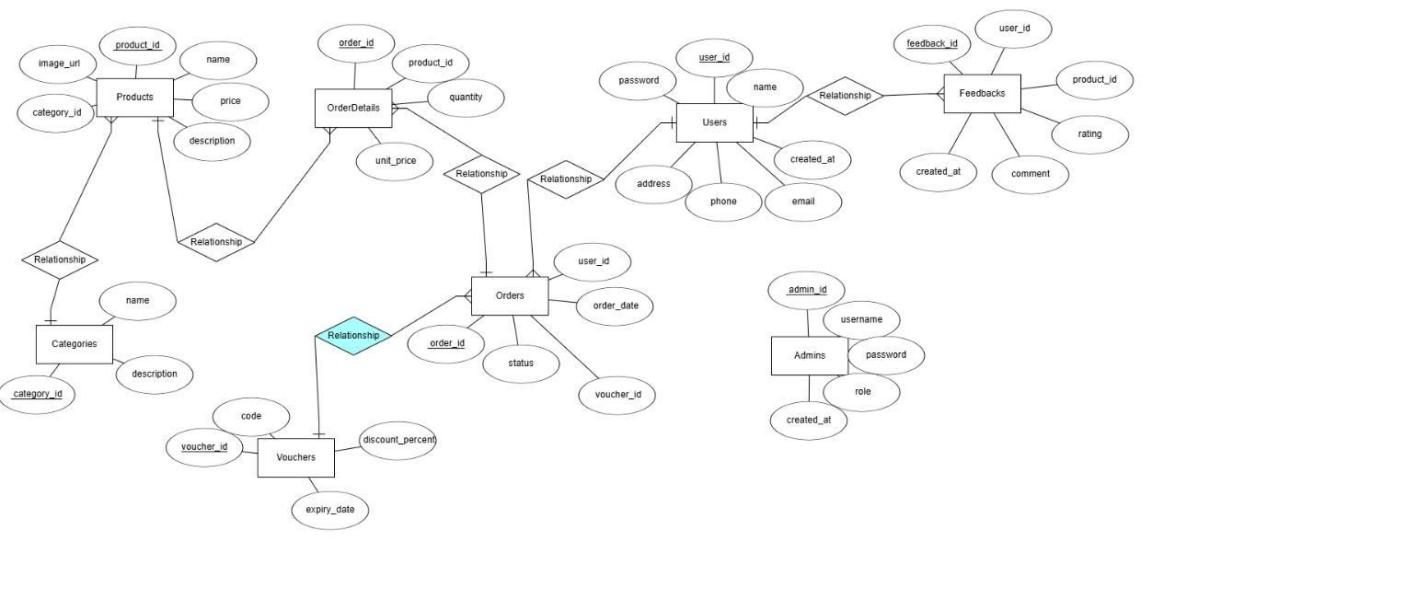 product_id
image_url
name
Products
category_id
price
description
Relationship
Relationship
Categories
name
description
category_id
order_id
product_id
OrderDetails
quantity
unit_price
Relationship
Relationship
user_id
password
name
Users
created_at
address
phone
email
Relationship
feedback_id
user_id
Feedbacks
product_id
rating
created_at
comment
Orders
user_id
order_date
order_id
status
voucher_id
Relationship
code
voucher_id
Vouchers
discount_percent
expiry_date
admin_id
username
Admins
password
role
created_at